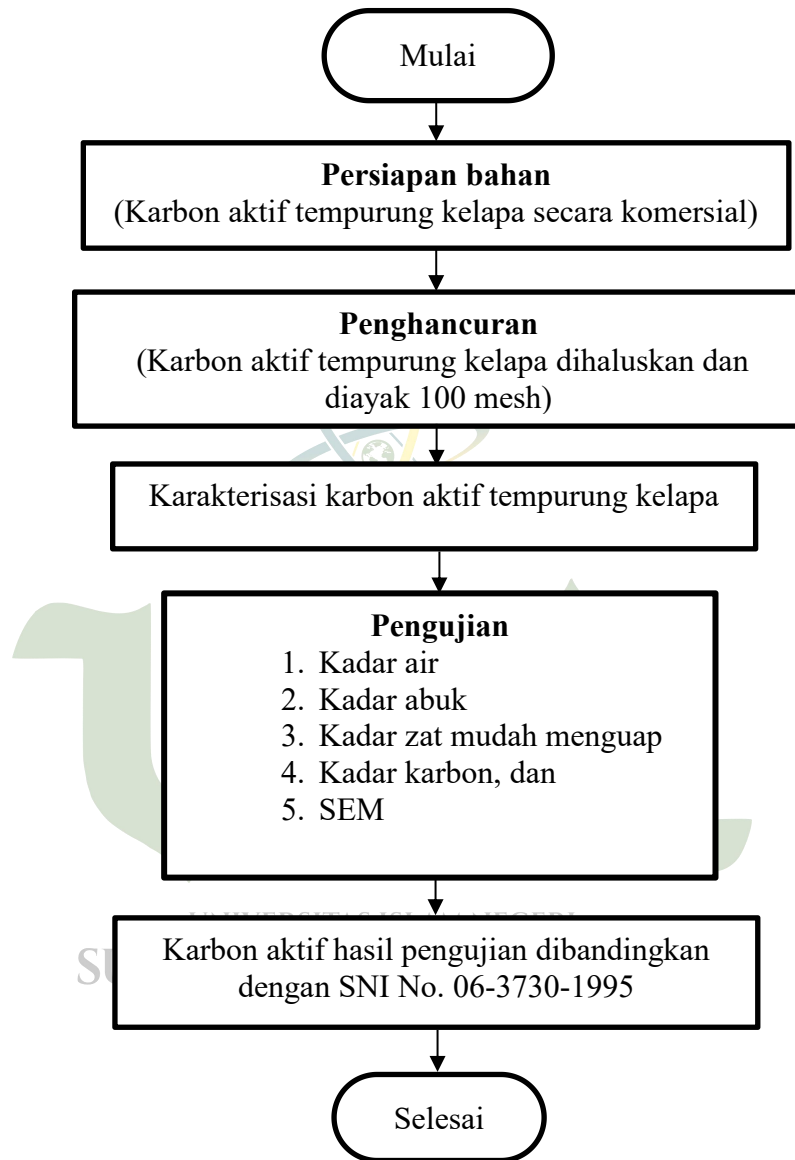 Mulai
Persiapan bahan
(Karbon aktif tempurung kelapa secara komersial)
Penghancuran
(Karbon aktif tempurung kelapa dihaluskan dan
diayak 100 mesh)
Karakterisasi karbon aktif tempurung kelapa
Pengujian
1. Kadar air
2. Kadar abuk
3. Kadar zat mudah menguap
4. Kadar karbon, dan
5. SEM
Karbon aktif hasil pengujian dibandingkan
dengan SNI No. 06-3730-1995
Selesai